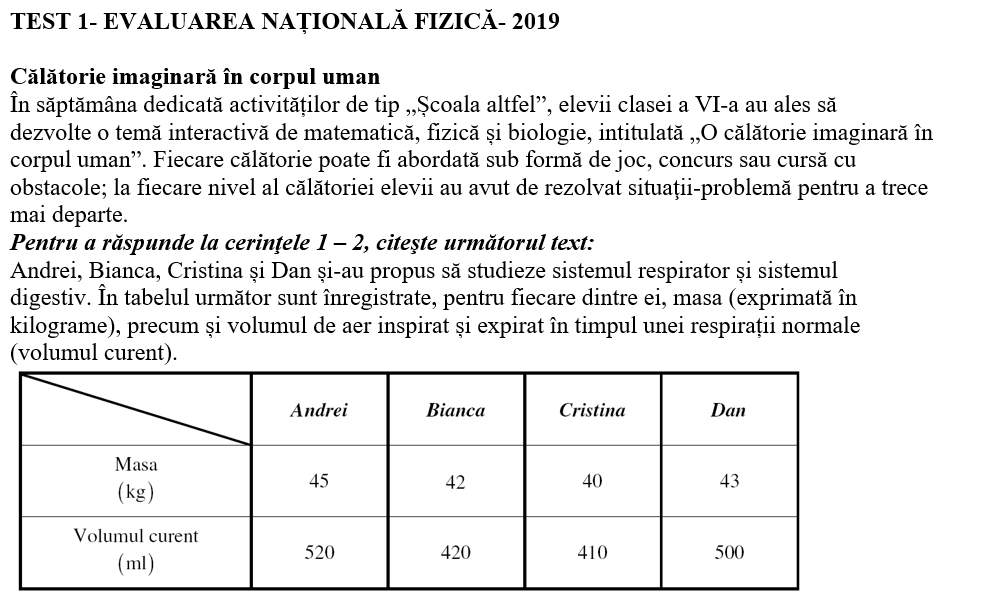 TEST 1- EVALUAREA NAȚIONALĂ FIZICĂ- 2019
Călătorie imaginară în corpul uman
În săptămâna dedicată activităților de tip „Școala altfel”, elevii clasei a VI-a au ales să
dezvolte o temă interactivă de matematică, fizică și biologie, intitulată „O călătorie imaginară în
corpul uman”. Fiecare călătorie poate fi abordată sub formă de joc, concurs sau cursă cu
obstacole; la fiecare nivel al călătoriei elevii au avut de rezolvat situaţii-problemă pentru a trece
mai departe.
Pentru a răspunde la cerinţele 1 – 2, citeşte următorul text:
Andrei, Bianca, Cristina și Dan și-au propus să studieze sistemul respirator și sistemul
digestiv. În tabelul următor sunt înregistrate, pentru fiecare dintre ei, masa (exprimată în
kilograme), precum și volumul de aer inspirat și expirat în timpul unei respirații normale
(volumul curent).
Andrei Bianca Cristina Dan
Masa
(kg) 45 42 40 43
Volumul curent
(ml) 520 420 410 500